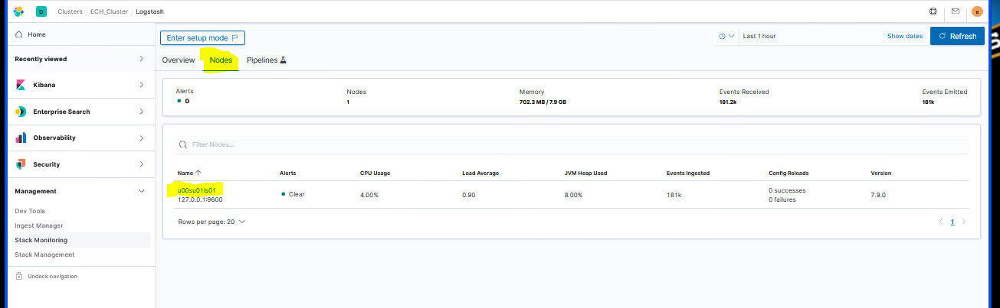 D Clusters / ECH_Cluster / Logstash e
Home
Recently viewed
Kibana
Enterprise Search
Observability
Security
Management
Dev Tools
Ingest Manager
Stack Monitoring
Stack Management
Undock navigation
Enter setup mode
Last 1 hour Show dates Refresh
Overview Nodes Pipelines
Alerts Nodes Memory Events Received Events Emitted
0 1 702.3 MB / 7.9 GB 181.2k 181k
Filter Nodes...
Name Alerts CPU Usage Load Average JVM Heap Used Events Ingested Config Reloads Version
u00su01ls01 Clear 4.00% 0.90 8.00% 181k 0 successes 7.9.0
127.0.0.1:9600 0 failures
Rows per page: 20 1